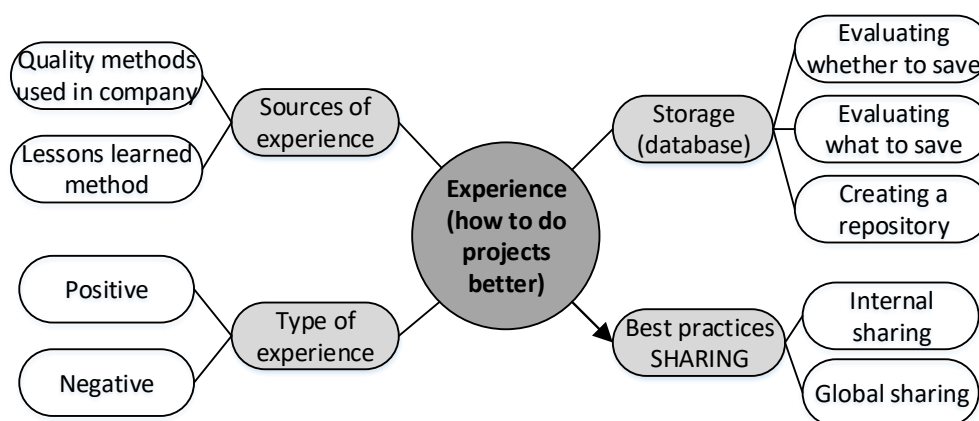 Quality methods
used in company
Lessons learned
method
Sources of
experience
Positive
Negative
Type of
experience
Experience
(how to do
projects
better)
Storage
(database)
Evaluating
whether to save
Evaluating
what to save
Creating a
repository
Best practices
SHARING
Internal
sharing
Global sharing